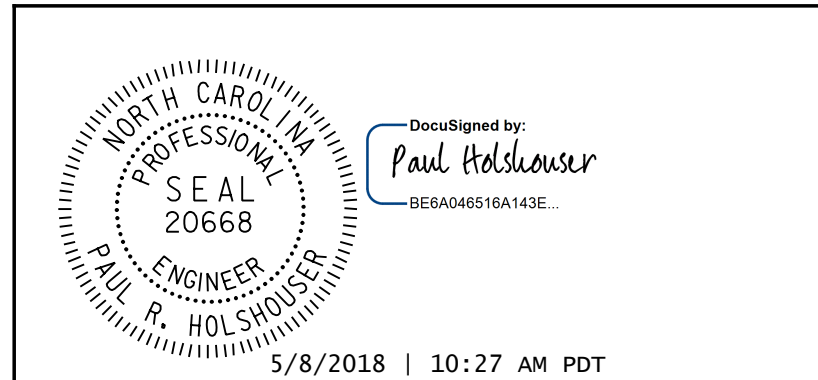 NORTH CAROLINA
PROFESSIONAL
SEAL
20668
ENGINEER
PAUL R. HOLSHOUSER
DocuSigned by:
Paul Holshouser
BE6A046516A143E...
5/8/2018 | 10:27 AM PDT